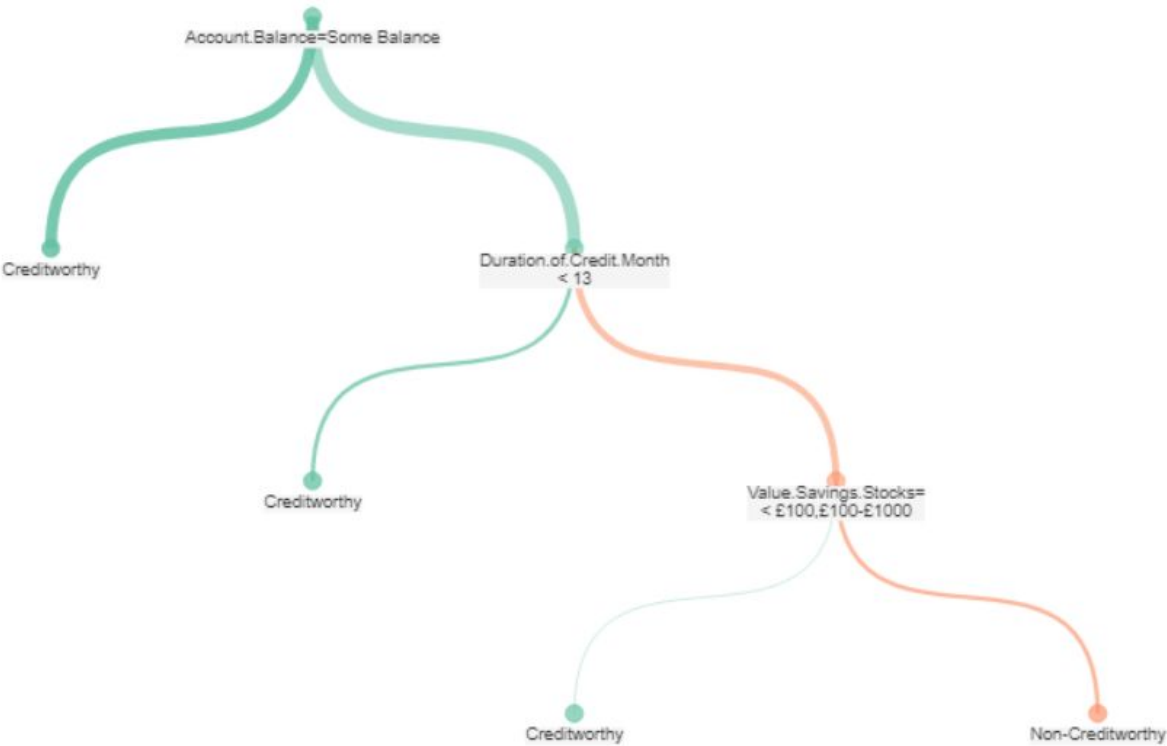 Account.Balance=Some Balance
Creditworthy
Duration.of.Credit.Month
< 13
Creditworthy
Value.Savings.Stocks=
< £100,£100-£1000
Creditworthy
Non-Creditworthy